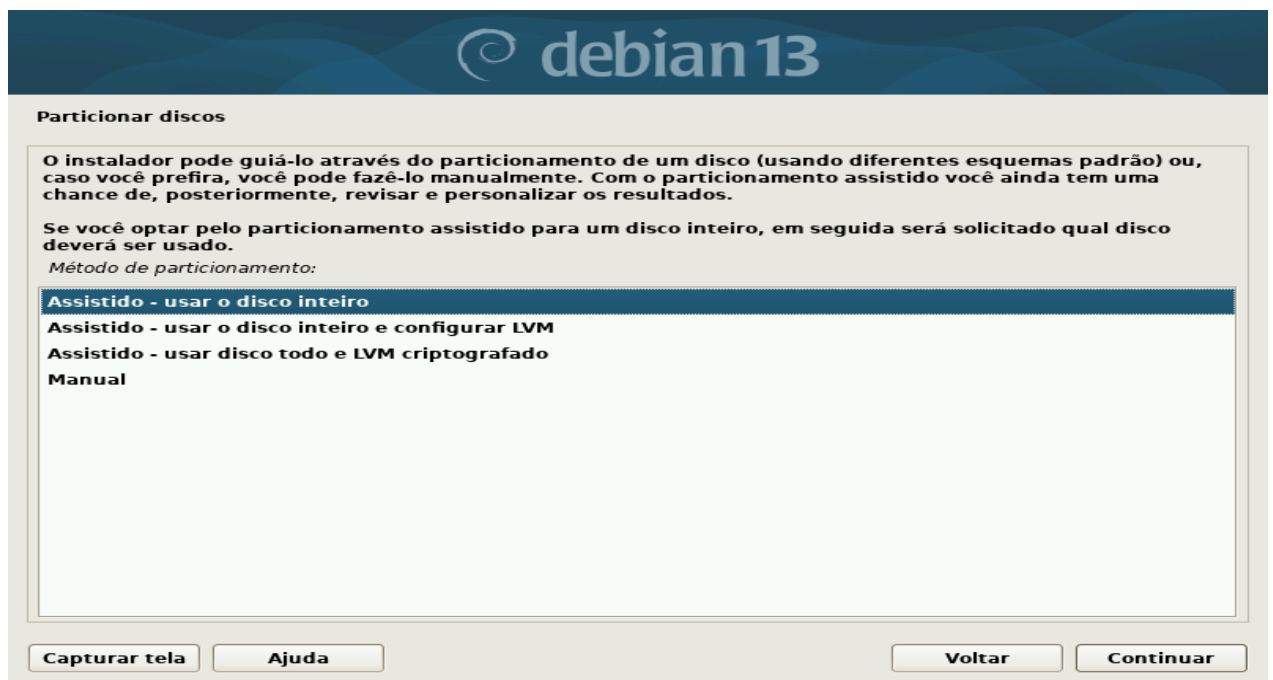 debian 13
Particionar discos
O instalador pode guiá-lo através do particionamento de um disco (usando diferentes esquemas padrão) ou,
caso você prefira, você pode fazê-lo manualmente. Com o particionamento assistido você ainda tem uma
chance de, posteriormente, revisar e personalizar os resultados.
Se você optar pelo particionamento assistido para um disco inteiro, em seguida será solicitado qual disco
deverá ser usado.
Método de particionamento:
Assistido - usar o disco inteiro
Assistido - usar o disco inteiro e configurar LVM
Assistido - usar disco todo e LVM criptografado
Manual
Capturar tela Ajuda Voltar Continuar